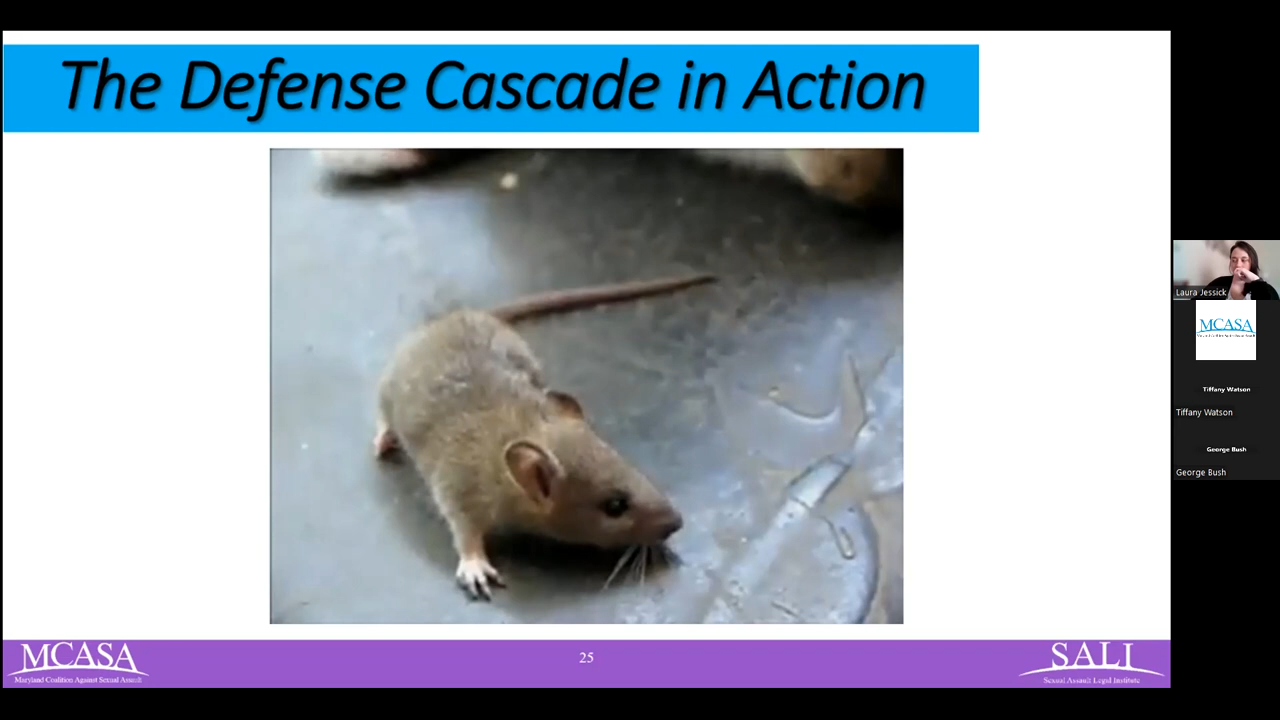 The Defense Cascade in Action
MCASA
Maryland Coalition Against Sexual Assault
25
SALI
Sexual Assault Legal Institute
Laura Jessick
MCASA
Tiffany Watson
Tiffany Watson
George Bush
George Bush